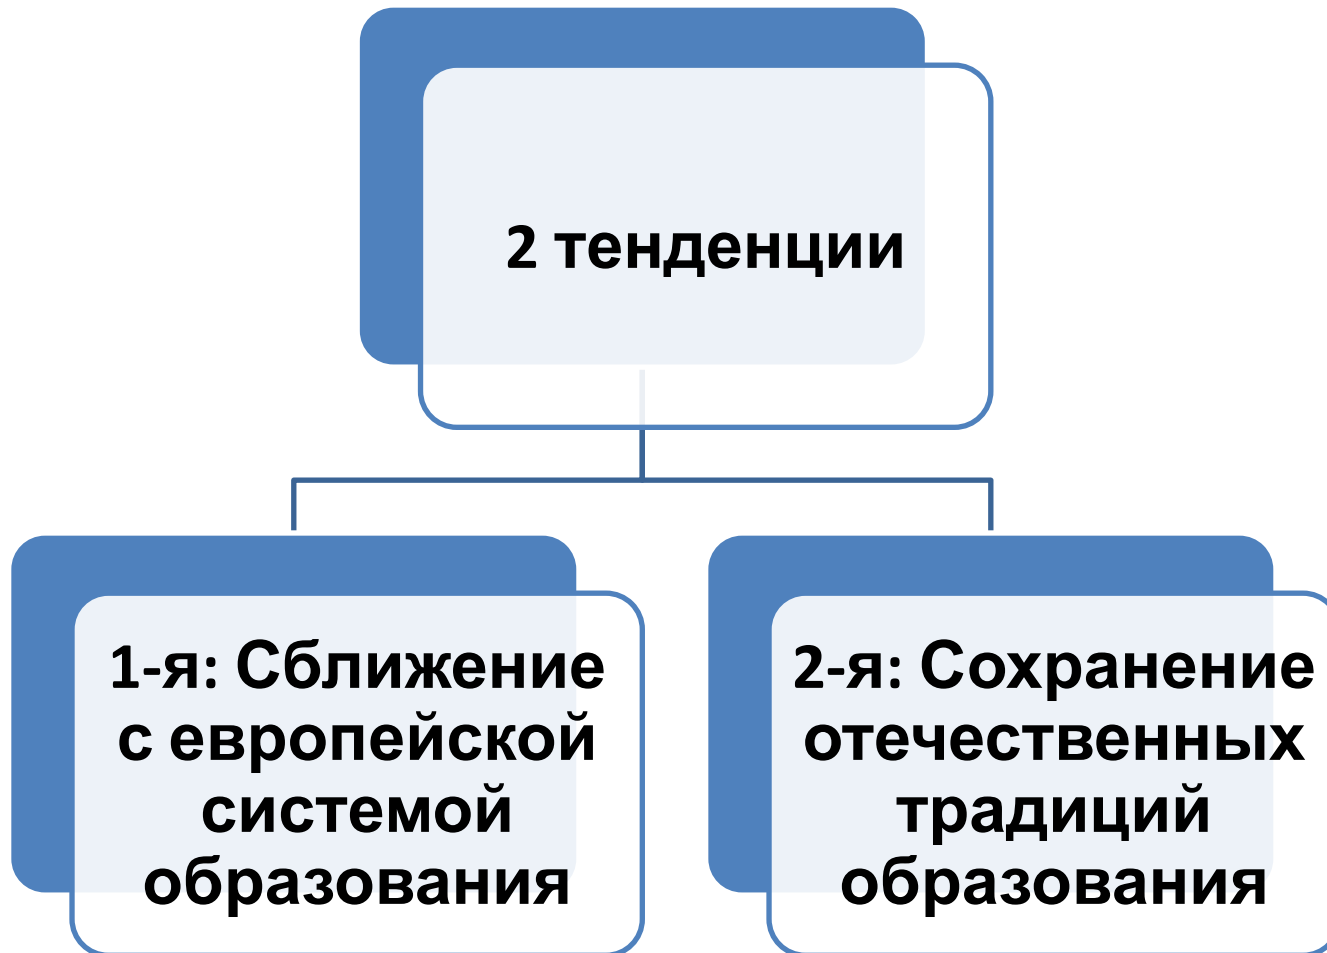 2 тенденции
1-я: Сближение
с европейской
системой
образования
2-я: Сохранение
отечественных
традиций
образования